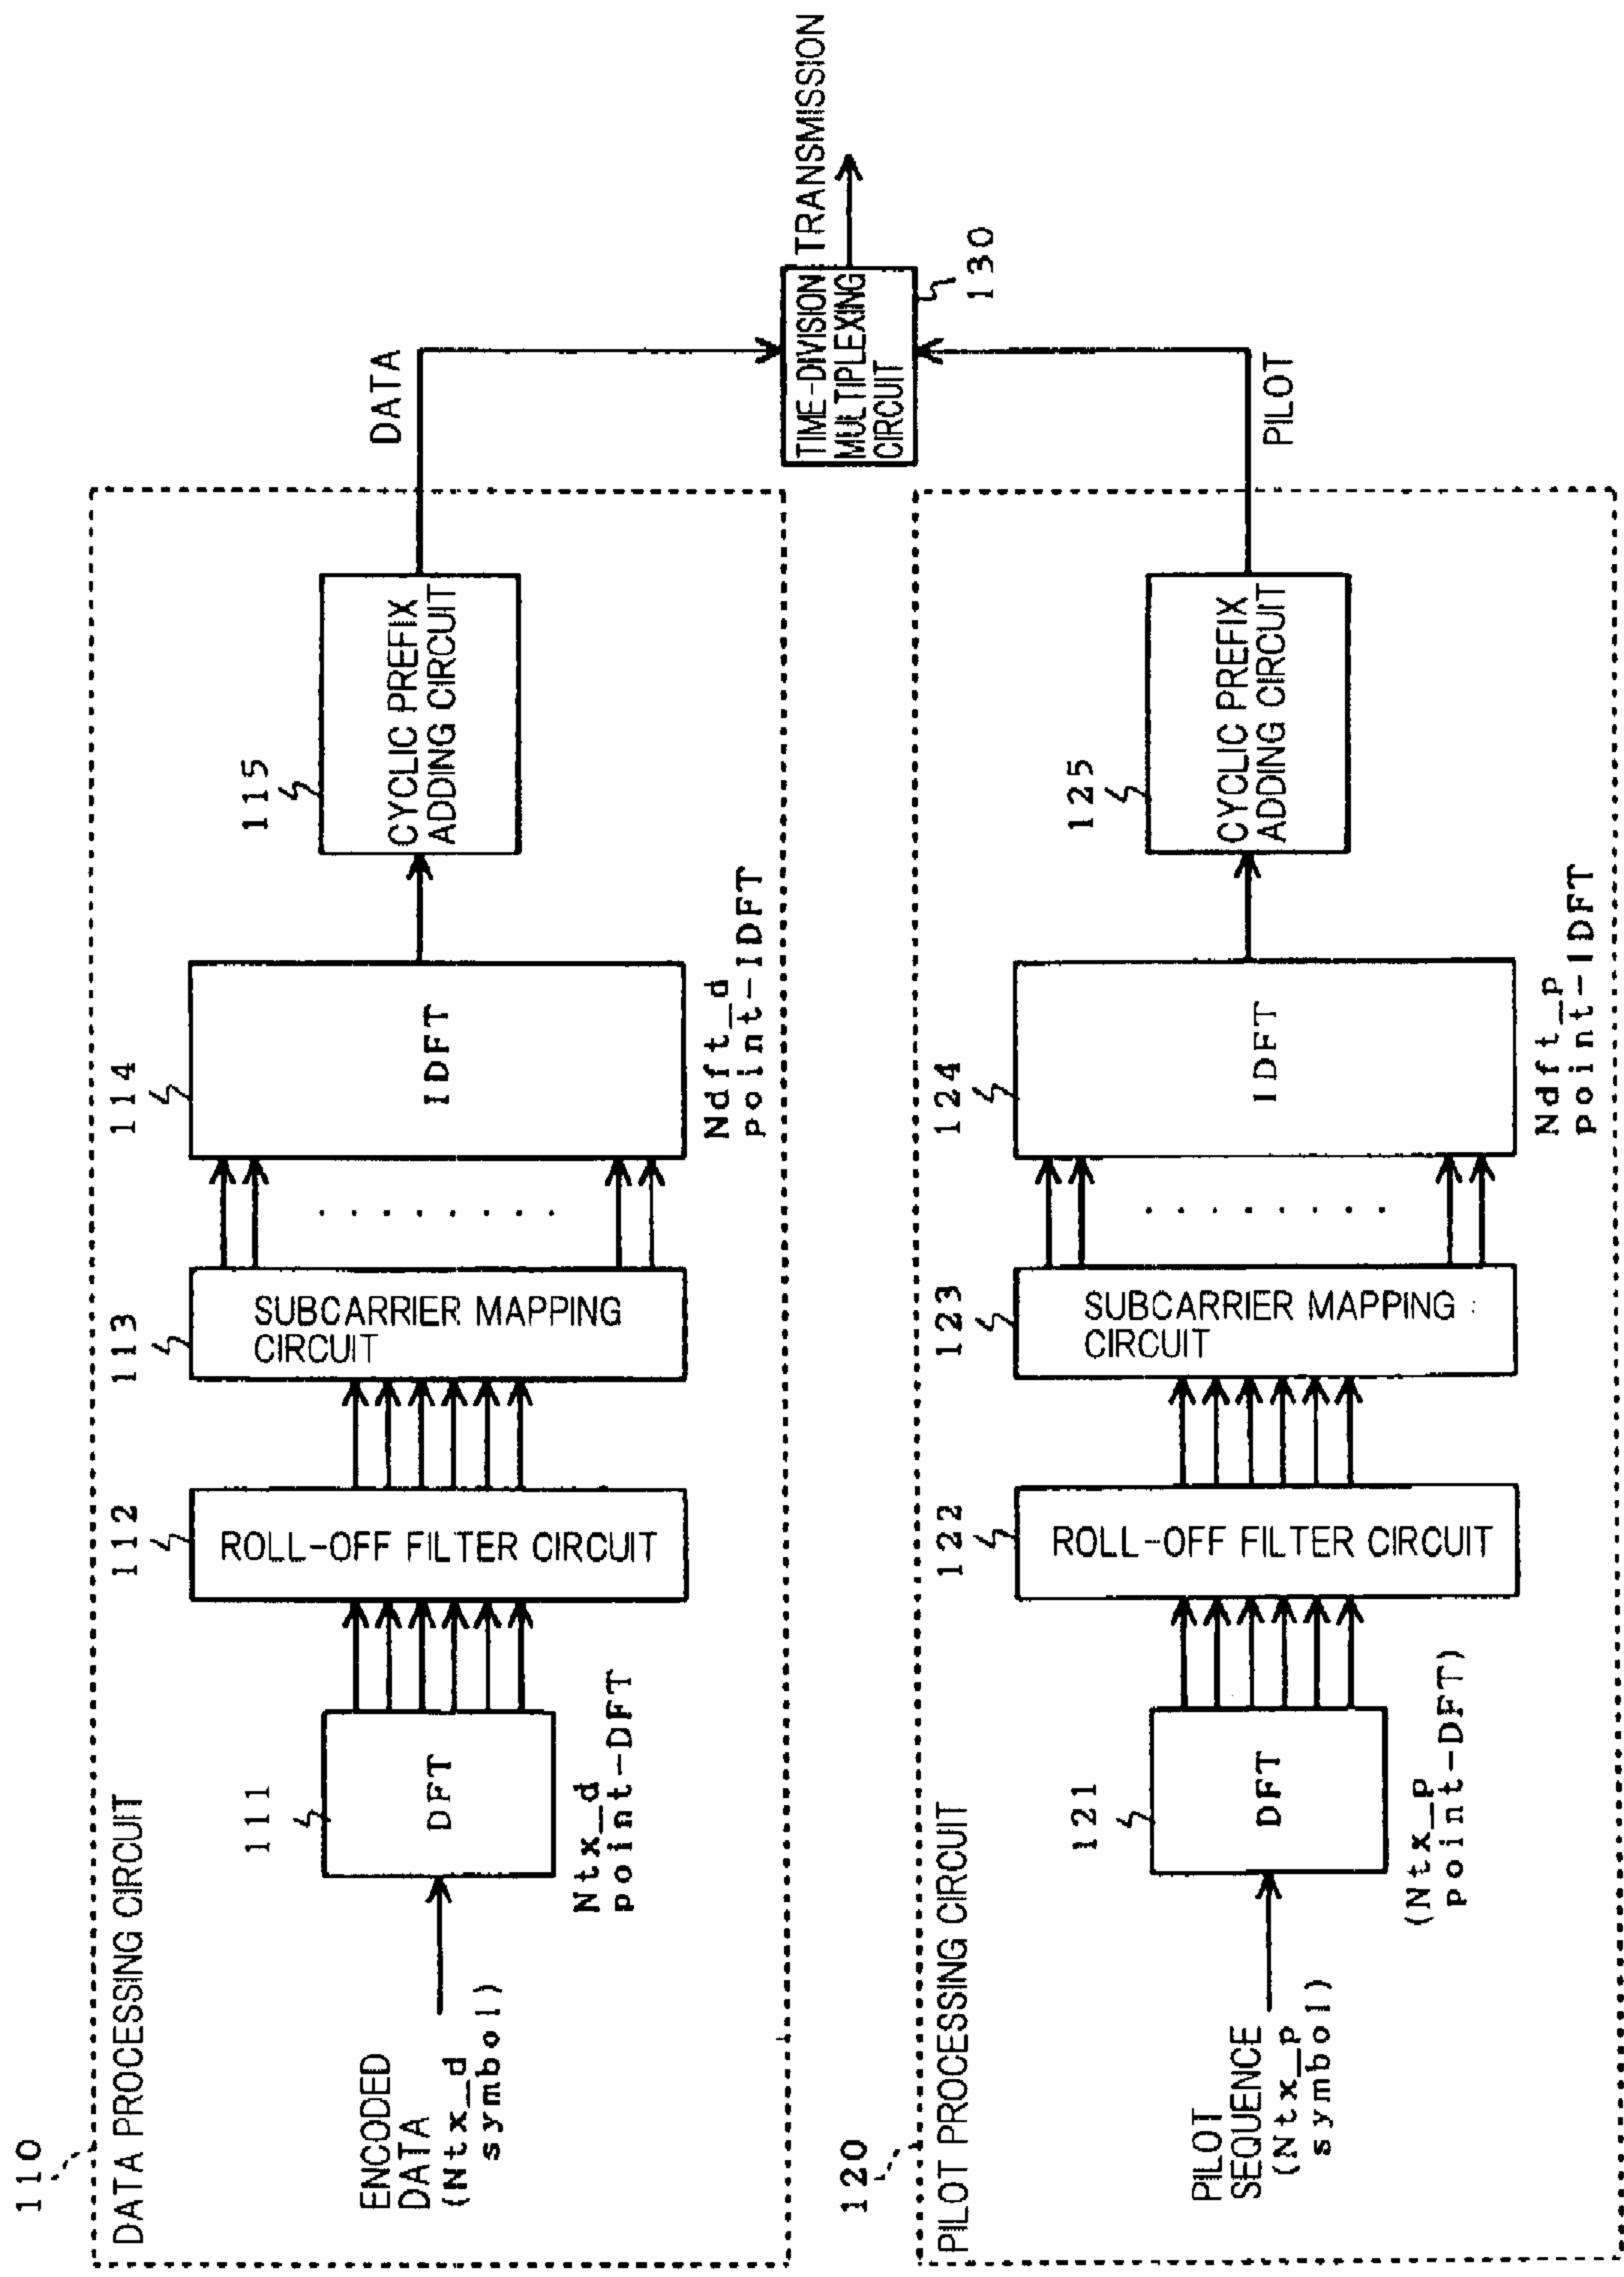 110
DATA PROCESSING CIRCUIT
ENCODED
DATA
(Ntx_d
symbol)
111
DFT
Ntx_d
point-DFT
112
ROLL-OFF FILTER CIRCUIT
113
SUBCARRIER MAPPING
CIRCUIT
114
IDFT
Ndft_d
point-IDFT
115
CYCLIC PREFIX
ADDING CIRCUIT
DATA
TIME-DIVISION
MULTIPLEXING
CIRCUIT
130
TRANSMISSION
120
PILOT PROCESSING CIRCUIT
PILOT
SEQUENCE
(Ntx_p
symbol)
121
DFT
(Ntx_p
point-DFT)
122
ROLL-OFF FILTER CIRCUIT
123
SUBCARRIER MAPPING
CIRCUIT
124
IDFT
Ndft_p
point-IDFT
125
CYCLIC PREFIX
ADDING CIRCUIT
PILOT